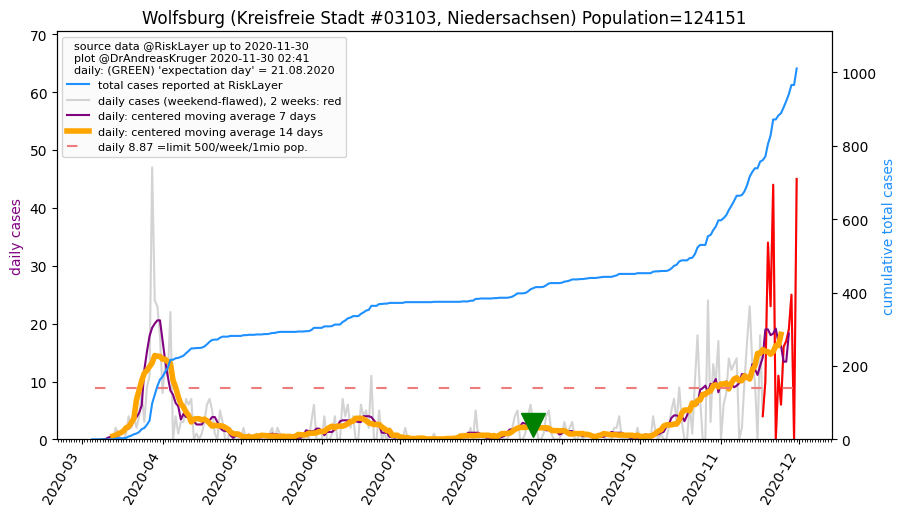 Wolfsburg (Kreisfreie Stadt #03103, Niedersachsen) Population=124151
source data @RiskLayer up to 2020-11-30
plot @DrAndreasKruger 2020-11-30 02:41
daily: (GREEN) 'expectation day' = 21.08.2020
total cases reported at RiskLayer
daily cases (weekend-flawed), 2 weeks: red
daily: centered moving average 7 days
daily: centered moving average 14 days
daily 8.87 =limit 500/week/1mio pop.
daily cases
70
60
50
40
30
20
10
0
cumulative total cases
1000
800
600
400
200
0
2020-03
2020-04
2020-05
2020-06
2020-07
2020-08
2020-09
2020-10
2020-11
2020-12